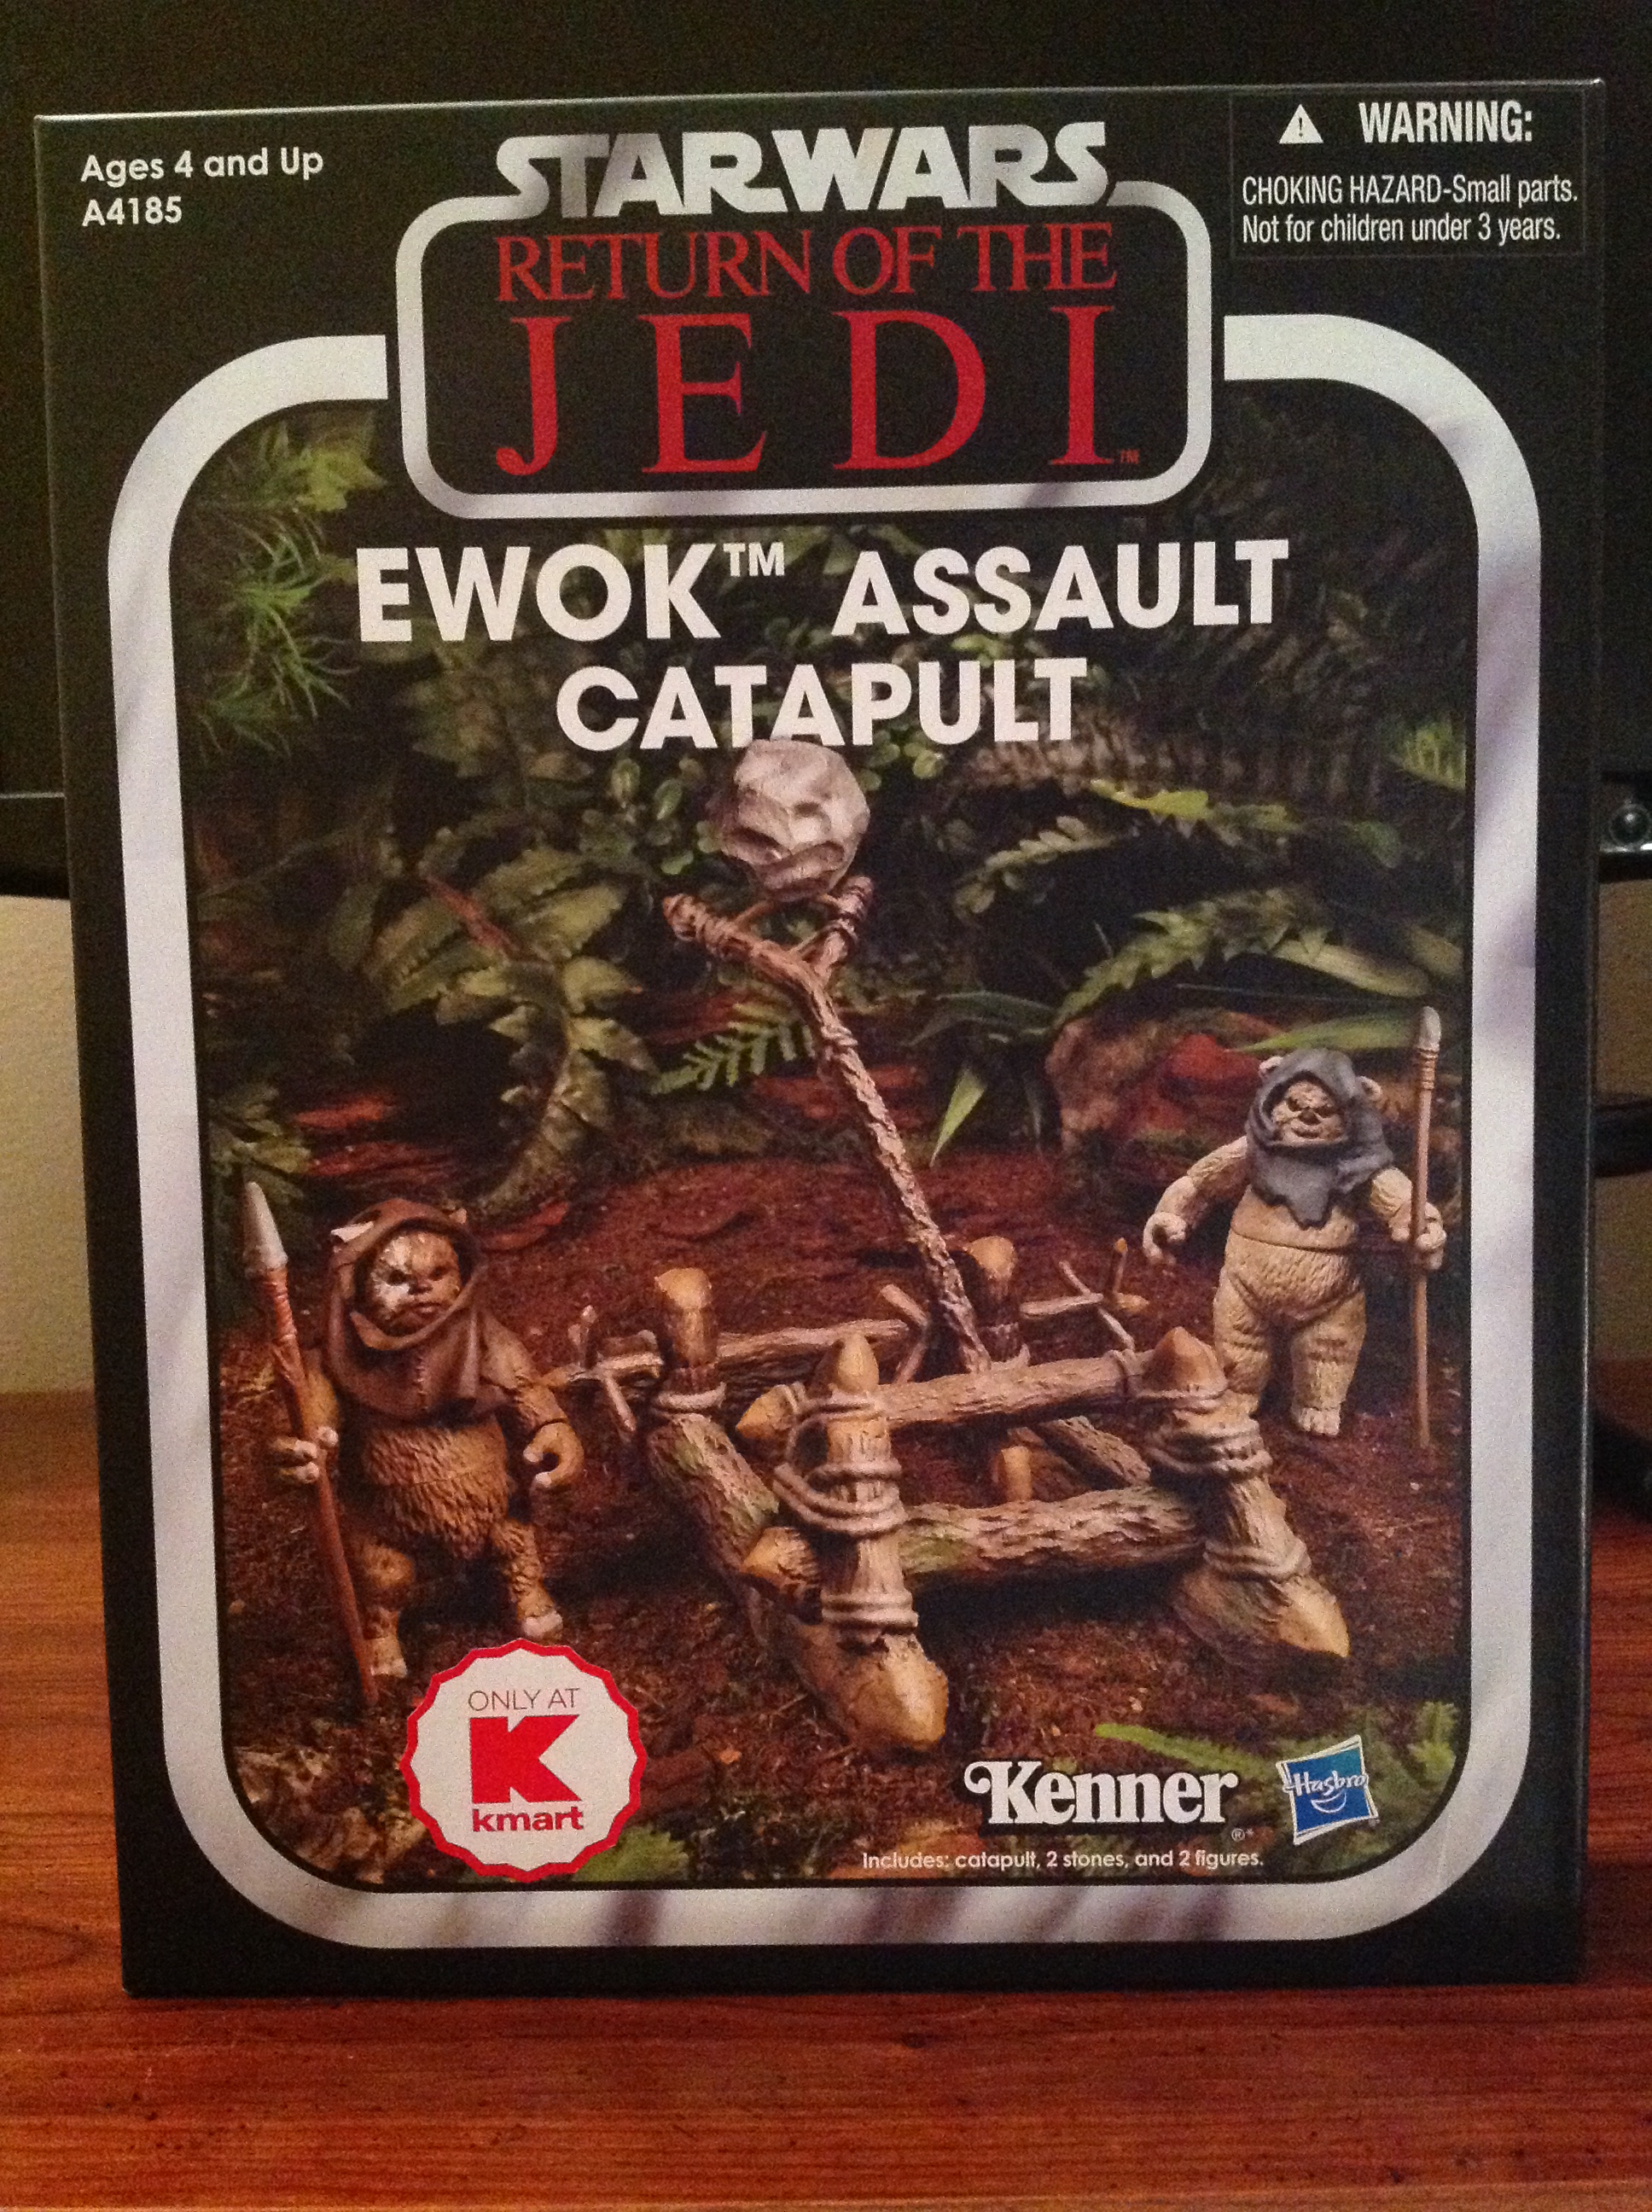 Ages 4 and Up
A4185
STAR WARS
RETURN OF THE
JEDI™
⚠ WARNING:
CHOKING HAZARD-Small parts.
Not for children under 3 years.
EWOK™ ASSAULT
CATAPULT
ONLY AT
K
kmart
Kenner
®*
Hasbro
Includes: catapult, 2 stones, and 2 figures.